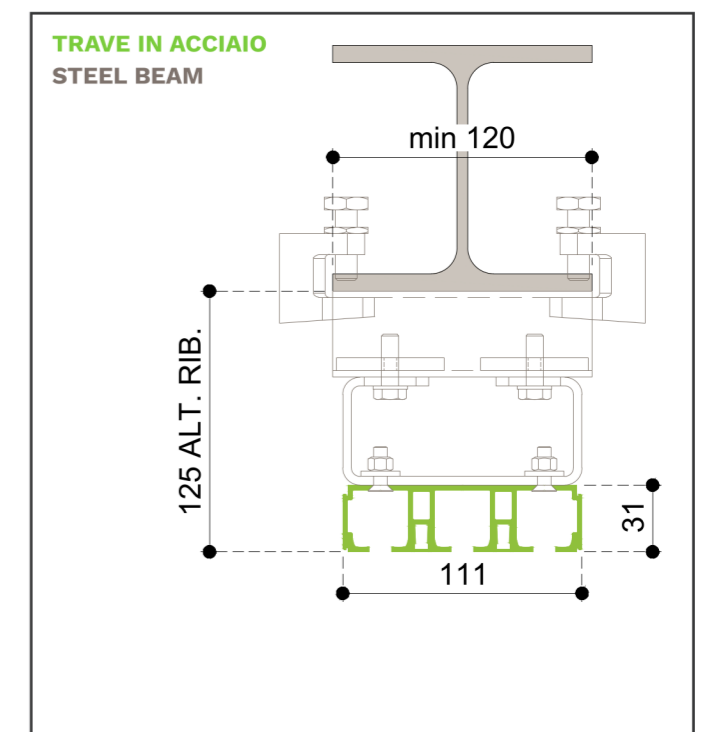 TRAVE IN ACCIAIO
STEEL BEAM
min 120
125 ALT. RIB.
31
111